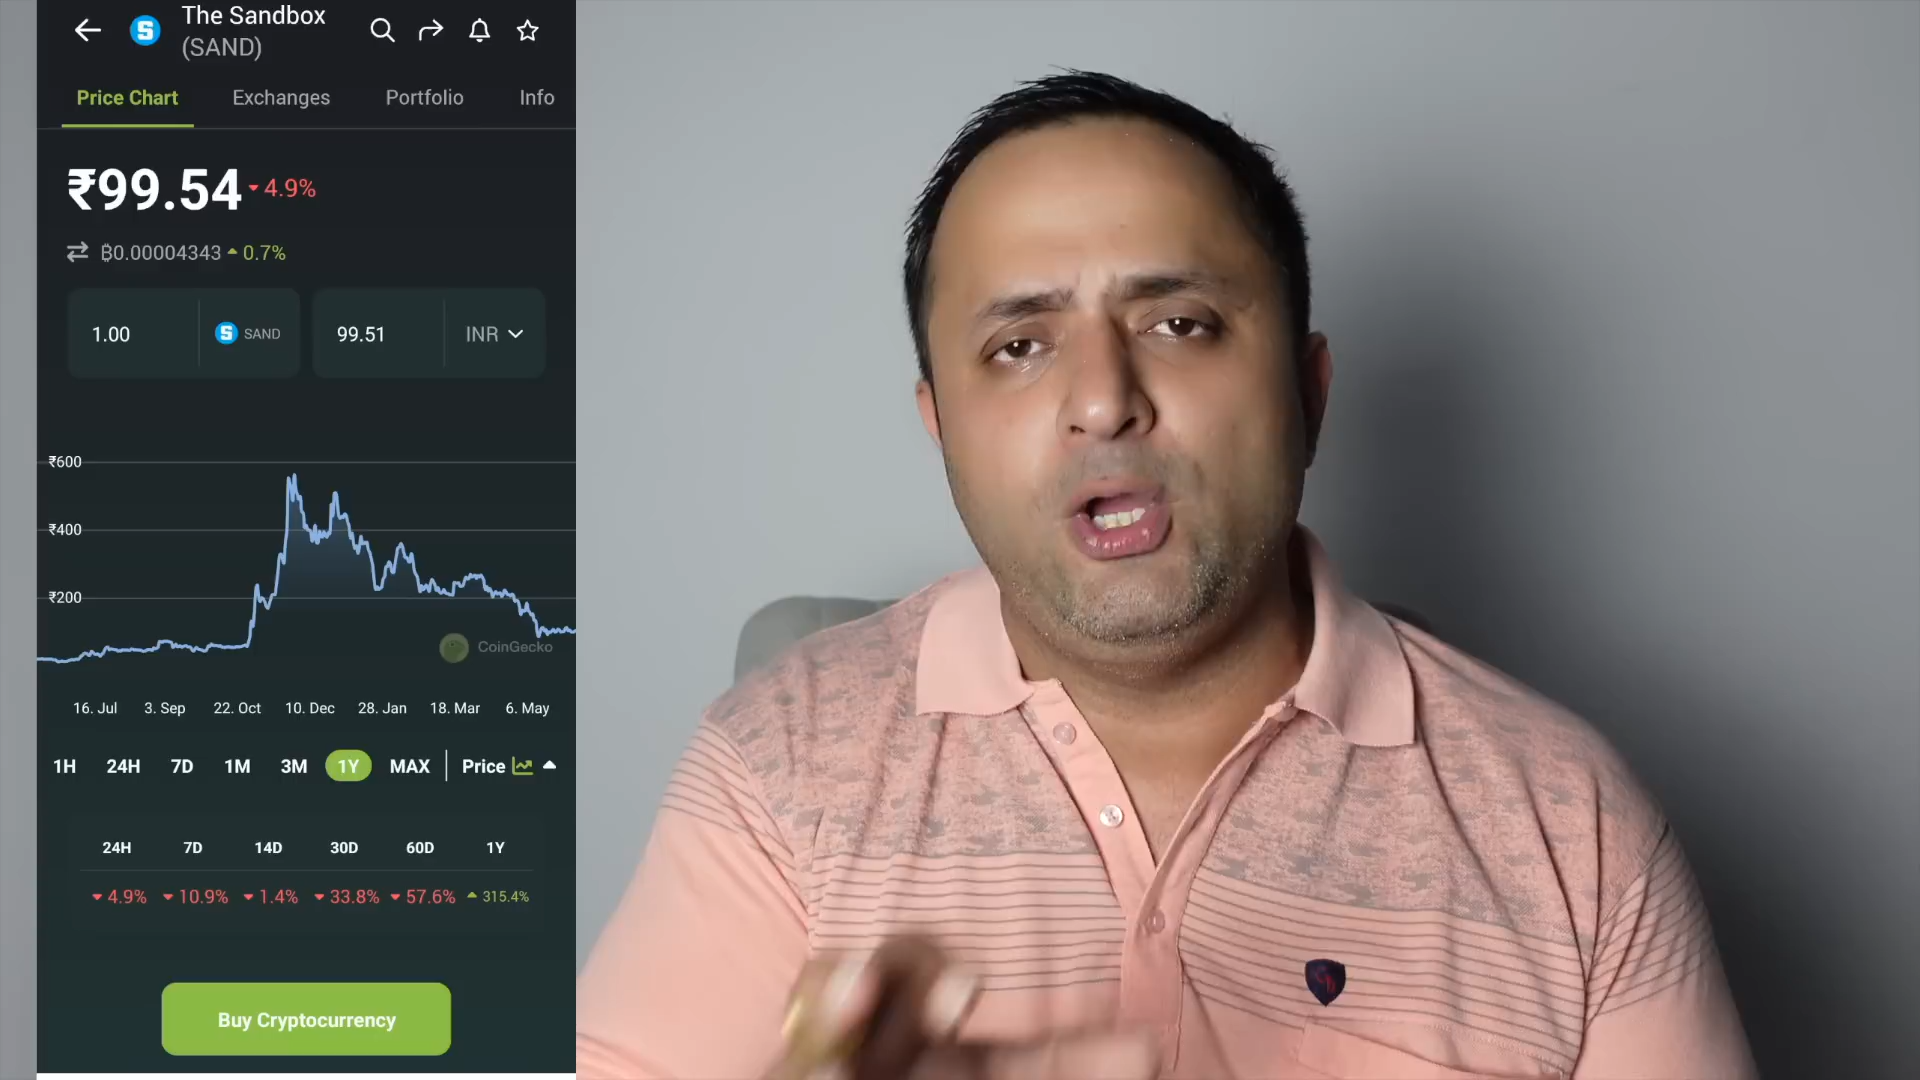 The Sandbox
(SAND)
Price Chart Exchanges Portfolio Info
₹99.54 4.9%
₿0.00004343 0.7%
1.00 SAND 99.51 INR
₹600
₹400
₹200
CoinGecko
16. Jul 3. Sep 22. Oct 10. Dec 28. Jan 18. Mar 6. May
1H 24H 7D 1M 3M 1Y MAX Price
24H 7D 14D 30D 60D 1Y
4.9% 10.9% 1.4% 33.8% 57.6% 315.4%
Buy Cryptocurrency